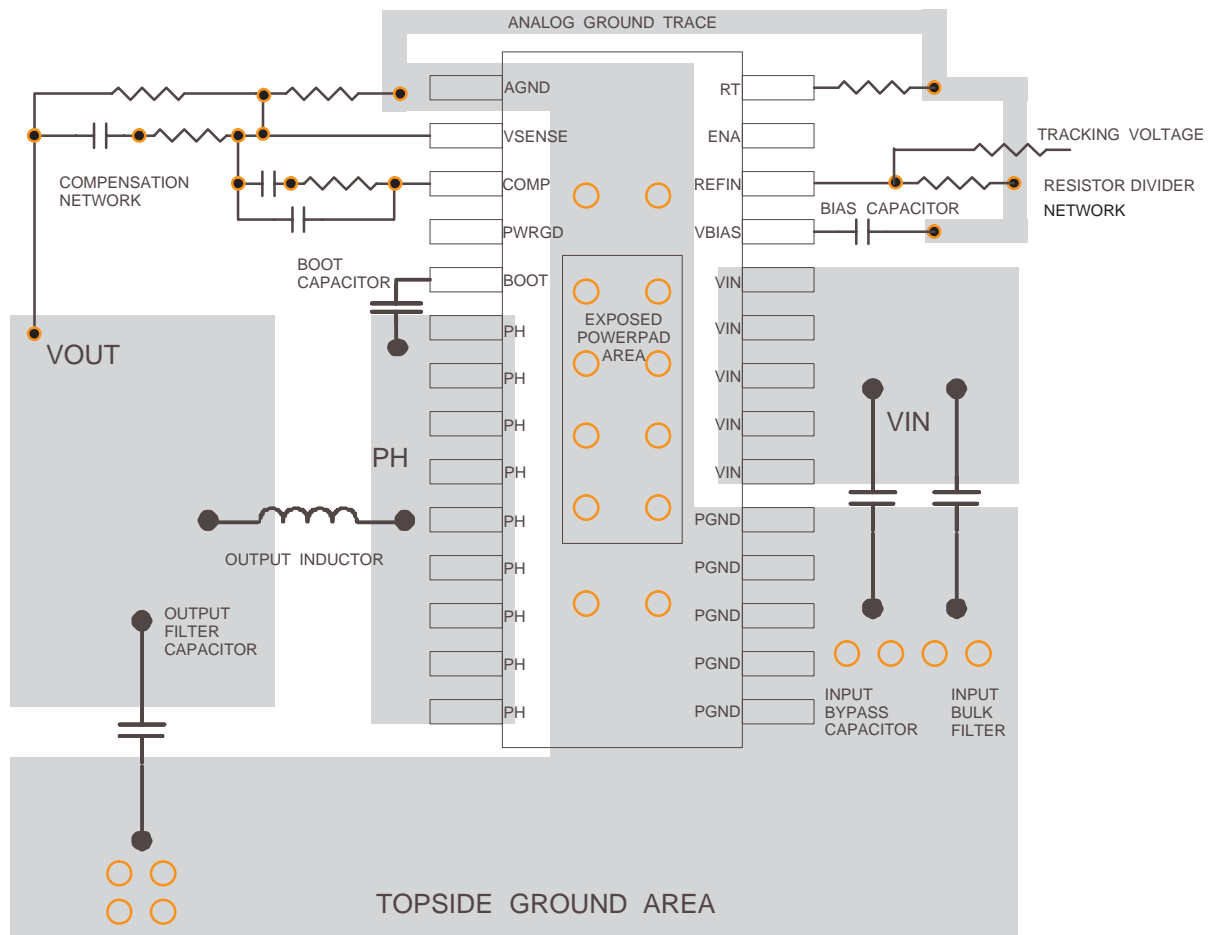 ANALOG GROUND TRACE
AGND
RT
VSENSE
ENA
TRACKING VOLTAGE
COMPENSATION
NETWORK
COMP
REFIN
RESISTOR DIVIDER
NETWORK
BIAS CAPACITOR
PWRGD
VBIAS
BOOT
CAPACITOR
BOOT
VIN
EXPOSED
POWERPAD
AREA
VOUT
PH
VIN
PH
VIN
PH
VIN
VIN
PH
PH
VIN
PH
PGND
OUTPUT INDUCTOR
PH
PGND
OUTPUT
FILTER
CAPACITOR
PH
PGND
PH
PGND
PH
PGND
INPUT
BYPASS
CAPACITOR
INPUT
BULK
FILTER
TOPSIDE GROUND AREA